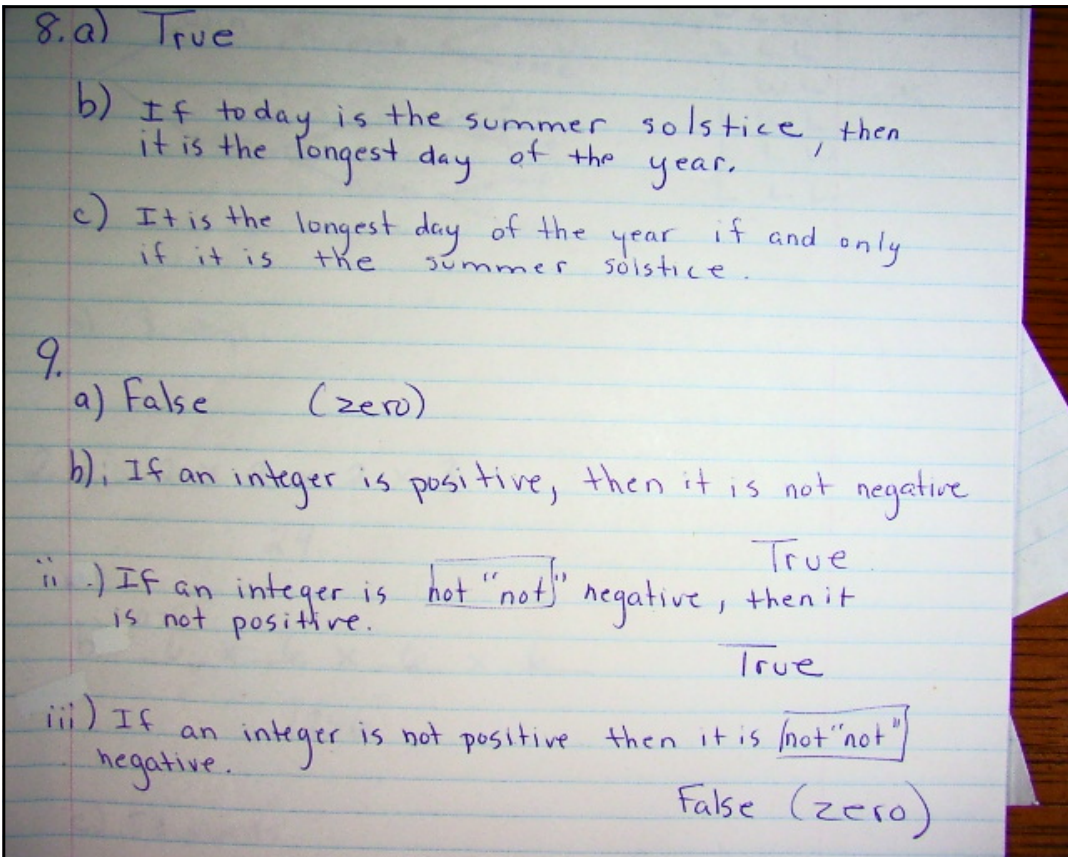 8. a) True
b) If today is the summer solstice, then
it is the longest day of the year.
c) It is the longest day of the year if and only
if it is the summer solstice.
9.
a) False (zero)
b) i If an integer is positive, then it is not negative
True
ii.) If an integer is not "not" negative, then it
is not positive.
True
iii) If an integer is not positive then it is not "not"
negative.
False (zero)